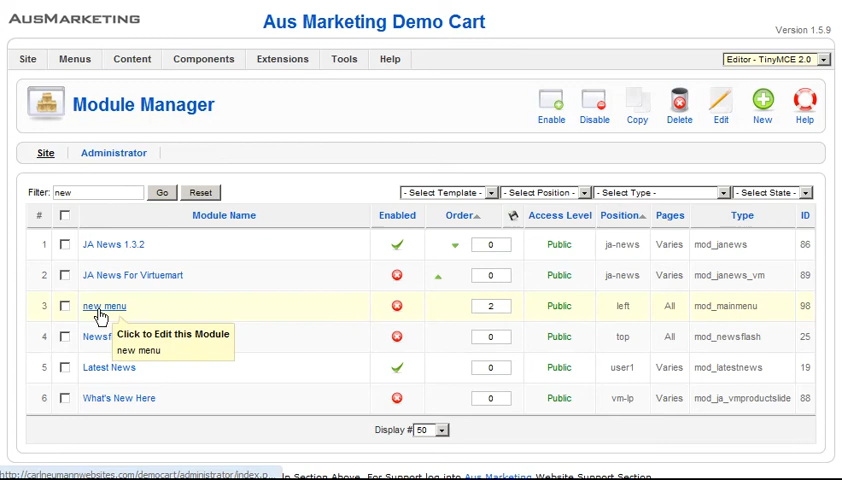 AUSMARKETING
Aus Marketing Demo Cart
Version 1.5.9
Site Menus Content Components Extensions Tools Help Editor - TinyMCE 2.0
Module Manager
Enable Disable Copy Delete Edit New Help
Site Administrator
Filter: new Go Reset - Select Template - - Select Position - - Select Type - - Select State -
# Module Name Enabled Order Access Level Position Pages Type ID
1 JA News 1.3.2 0 Public ja-news Varies mod_janews 86
2 JA News For Virtuemart 0 Public ja-news Varies mod_janews_vm 89
3 new menu 2 Public left All mod_mainmenu 98
Click to Edit this Module
new menu
4 Newsf 0 Public top All mod_newsflash 25
5 Latest News 0 Public user1 Varies mod_latestnews 19
6 What's New Here 0 Public vm-lp Varies mod_ja_vmproductslide 88
Display # 50
http://carlneumannwebsites.com/democart/administrator/index.p... In Section Above. For Support log into Aus Marketing Website Support Section